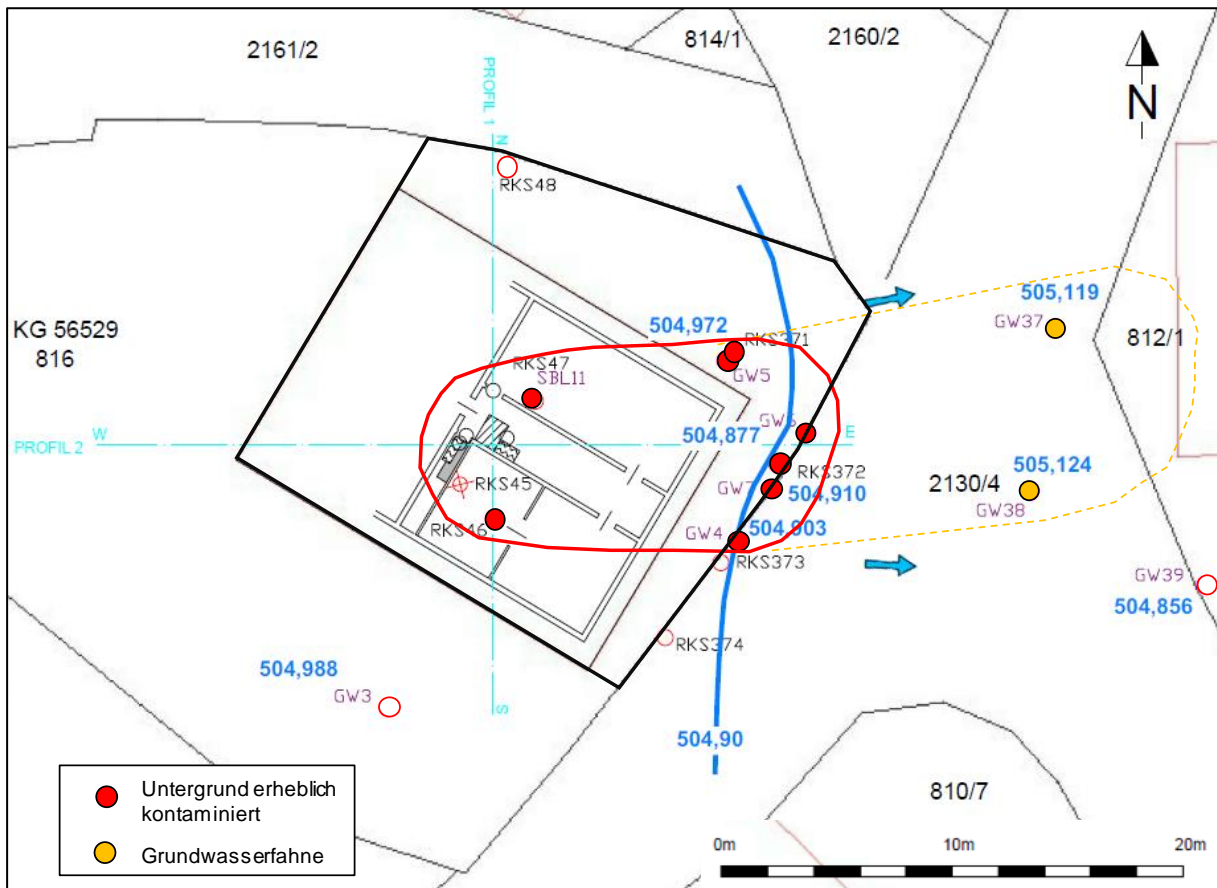 2161/2
814/1
2160/2
N
PROFIL 1
N
RKS48
505,119
GW37
812/1
KG 56529
816
504,972
RKS371
GW5
RKS47
SBL11
PROFIL 2
W
504,877
GW6
E
RKS372
505,124
2130/4
GW38
RKS45
GW7
504,910
RKS46
GW4
504,903
RKS373
GW39
504,856
RKS374
504,988
GW3
S
504,90
810/7
Untergrund erheblich
kontaminiert
Grundwasserfahne
0m
10m
20m